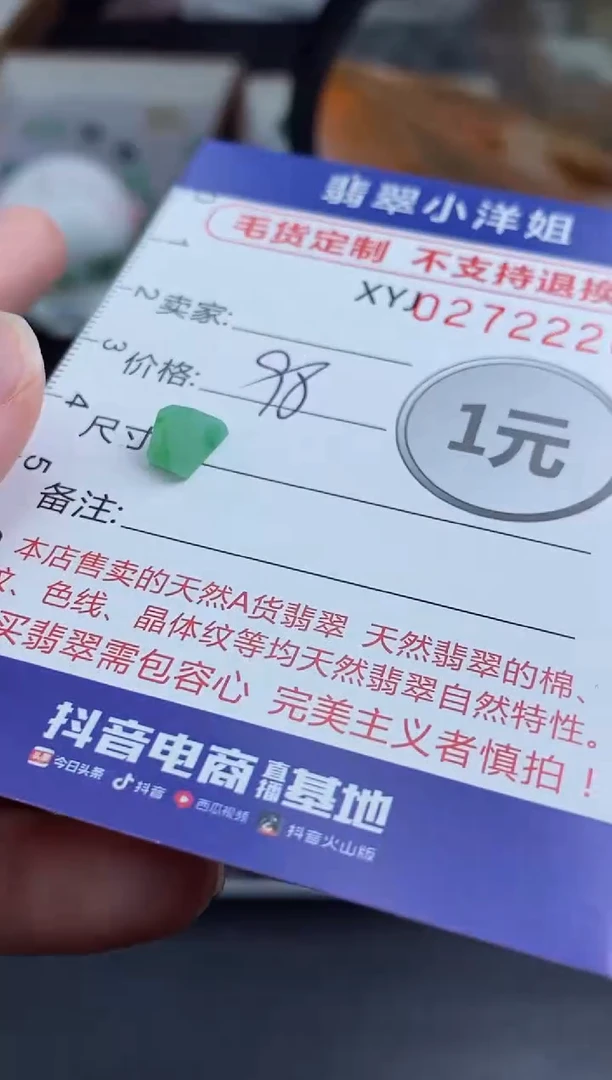 翡翠小洋姐
毛货定制 不支持退换
XYJ0272220
1
2 卖家:
3 价格: 98
1元
4 尺寸
5 备注:
本店售卖的天然A货翡翠 天然翡翠的棉、
纹、色线、晶体纹等均天然翡翠自然特性。
买翡翠需包容心 完美主义者慎拍！
抖音电商直播基地
今日头条 抖音 西瓜视频 抖音火山版